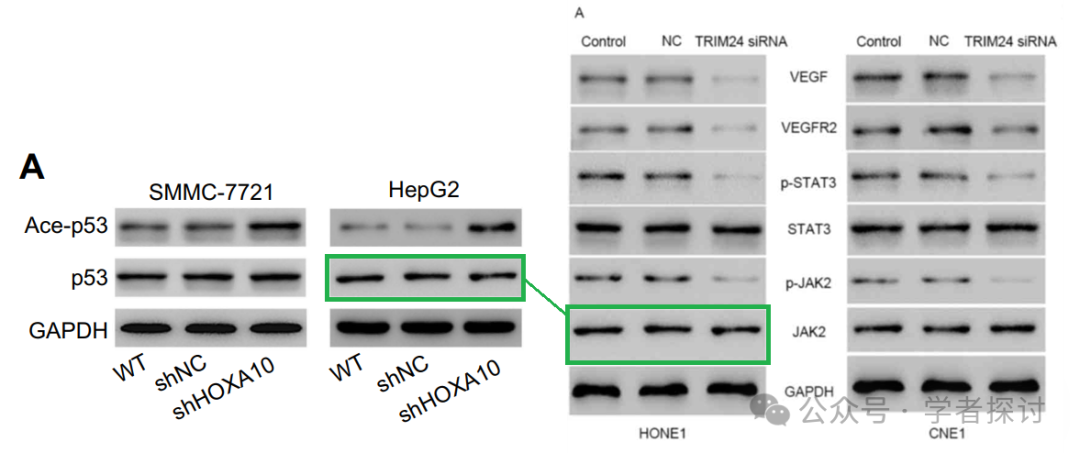 A
SMMC-7721
HepG2
Ace-p53
p53
GAPDH
WT
shNC
shHOXA10
WT
shNC
shHOXA10
A
Control NC TRIM24 siRNA
Control NC TRIM24 siRNA
VEGF
VEGFR2
p-STAT3
STAT3
p-JAK2
JAK2
GAPDH
HONE1
CNE1
公众号 · 学者探讨